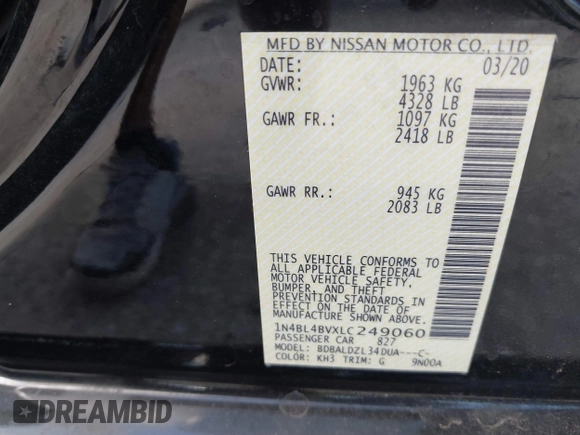 MFD BY NISSAN MOTOR CO., LTD.
DATE: 03/20
GVWR: 1963 KG
4328 LB
GAWR FR.: 1097 KG
2418 LB
GAWR RR.: 945 KG
2083 LB
THIS VEHICLE CONFORMS TO
ALL APPLICABLE FEDERAL
MOTOR VEHICLE SAFETY,
BUMPER, AND THEFT
PREVENTION STANDARDS IN
EFFECT ON THE DATE OF
MANUFACTURE SHOWN ABOVE.
1N4BL4BVXLC249060
PASSENGER CAR 827
MODEL: BDBALDZL34DUA---C-
COLOR: KH3 TRIM: G 9N00A
DREAMBID